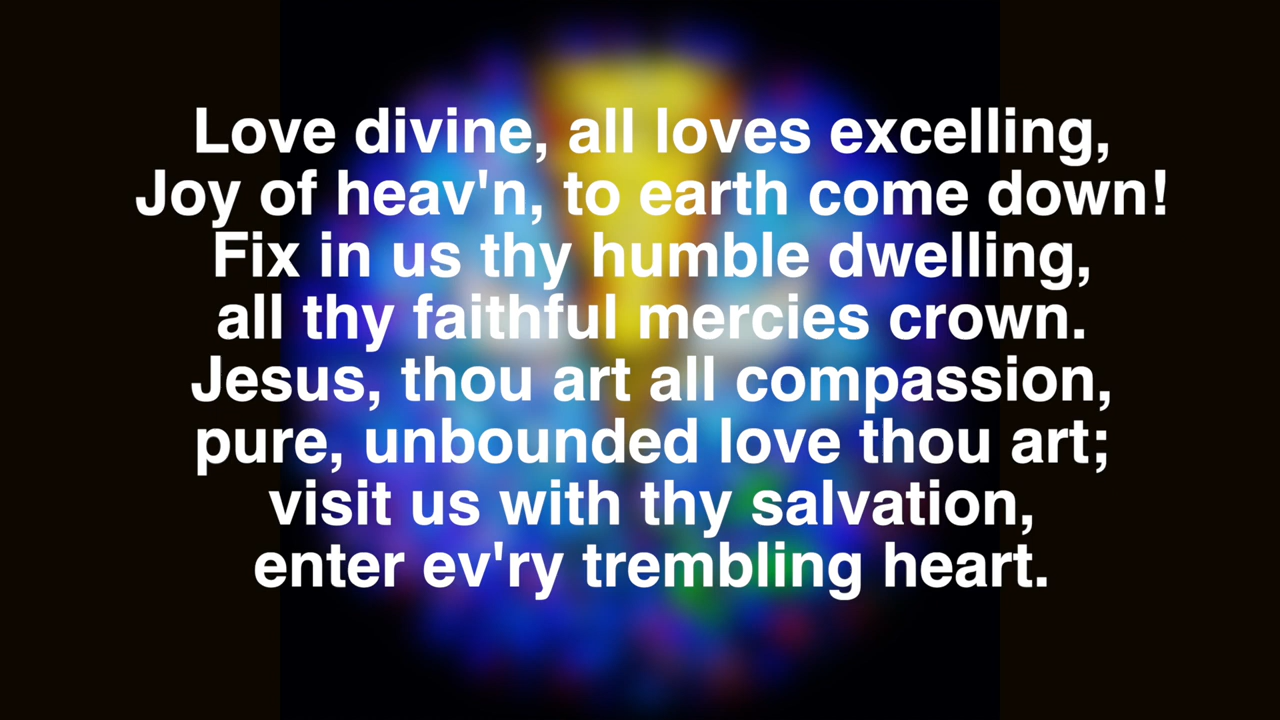 Love divine, all loves excelling,
Joy of heav'n, to earth come down!
Fix in us thy humble dwelling,
all thy faithful mercies crown.
Jesus, thou art all compassion,
pure, unbounded love thou art;
visit us with thy salvation,
enter ev'ry trembling heart.